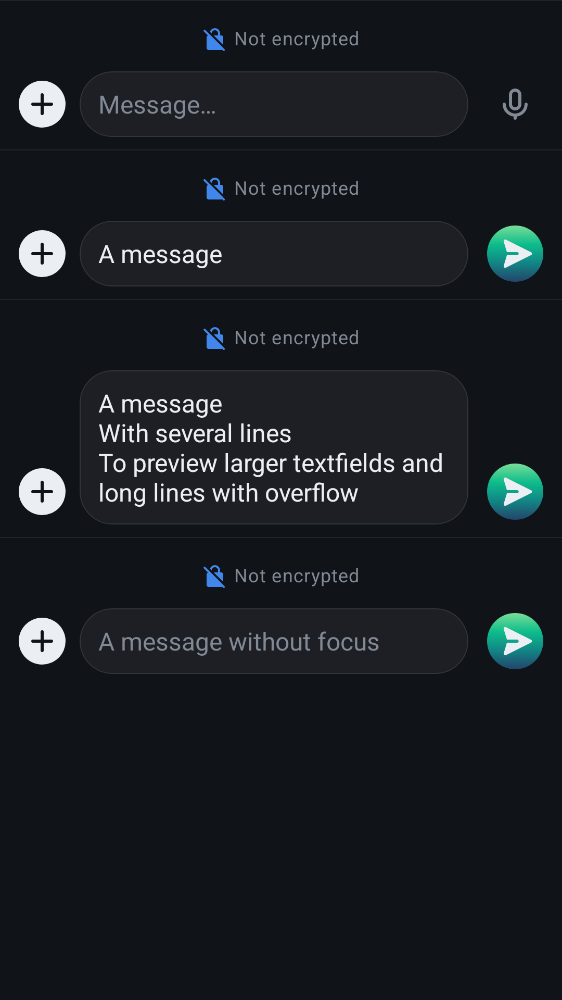 Not encrypted
Message…
Not encrypted
A message
Not encrypted
A message
With several lines
To preview larger textfields and
long lines with overflow
Not encrypted
A message without focus